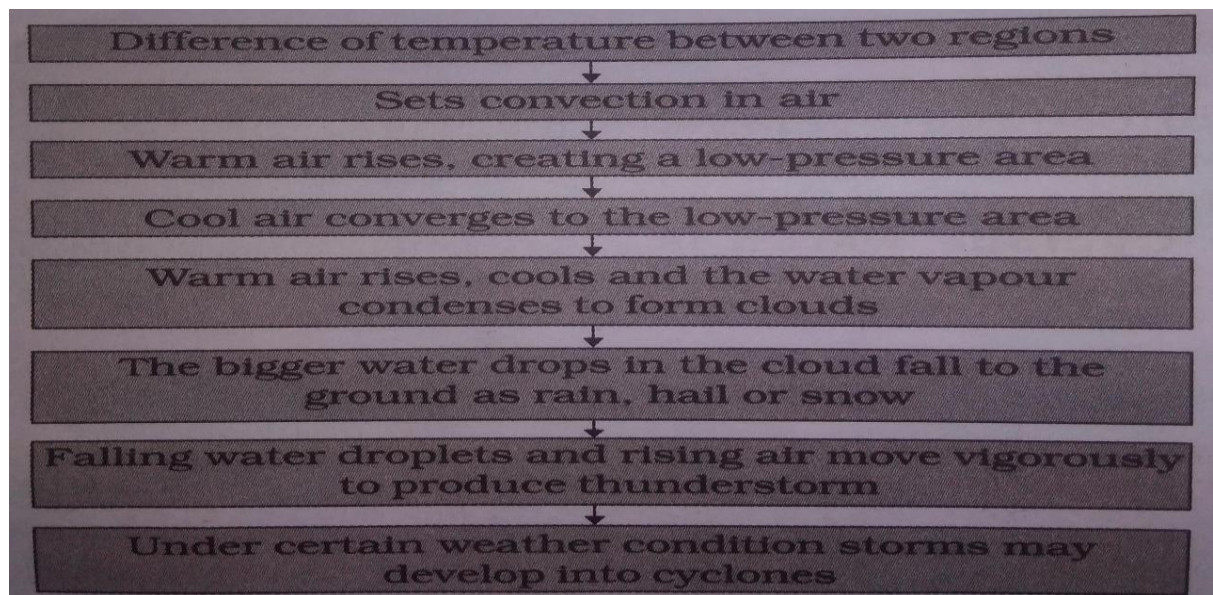 Difference of temperature between two regions
Sets convection in air
Warm air rises, creating a low-pressure area
Cool air converges to the low-pressure area
Warm air rises, cools and the water vapour
condenses to form clouds
The bigger water drops in the cloud fall to the
ground as rain, hail or snow
Falling water droplets and rising air move vigorously
to produce thunderstorm
Under certain weather condition storms may
develop into cyclones